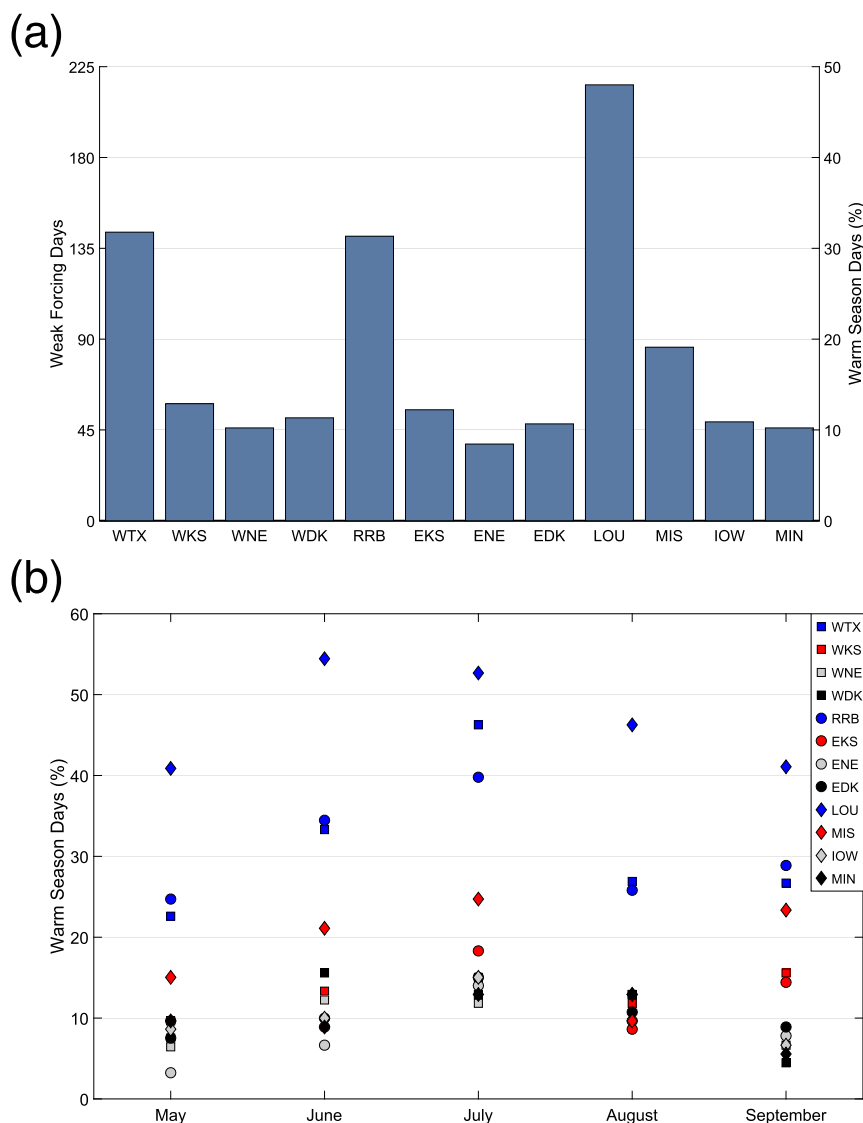 (a)
225
180
135
90
45
0
Weak Forcing Days
50
40
30
20
10
0
Warm Season Days (%)
WTX WKS WNE WDK RRB EKS ENE EDK LOU MIS IOW MIN
(b)
60
50
40
30
20
10
0
Warm Season Days (%)
WTX
WKS
WNE
WDK
RRB
EKS
ENE
EDK
LOU
MIS
IOW
MIN
May June July August September